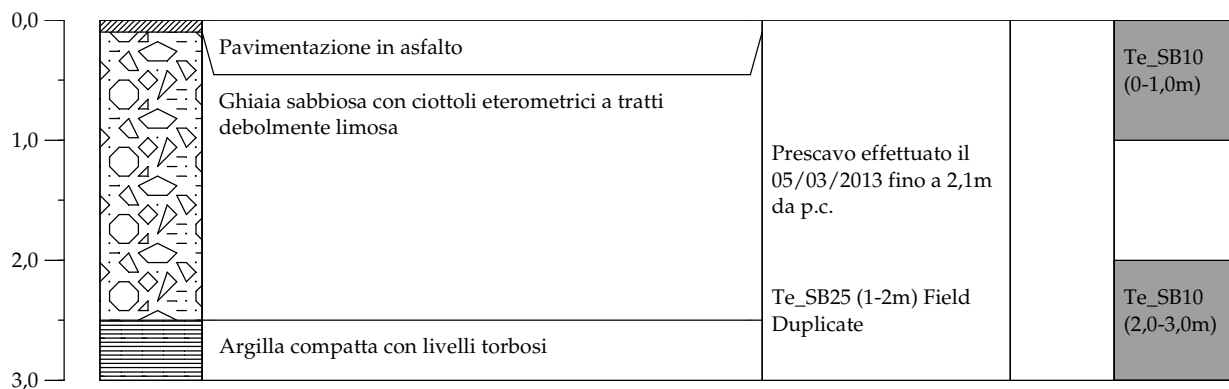 0,0
Pavimentazione in asfalto
Te_SB10
(0-1,0m)
Ghiaia sabbiosa con ciottoli eterometrici a tratti
debolmente limosa
1,0
Prescavo effettuato il
05/03/2013 fino a 2,1m
da p.c.
2,0
Te_SB25 (1-2m) Field
Duplicate
Te_SB10
(2,0-3,0m)
Argilla compatta con livelli torbosi
3,0